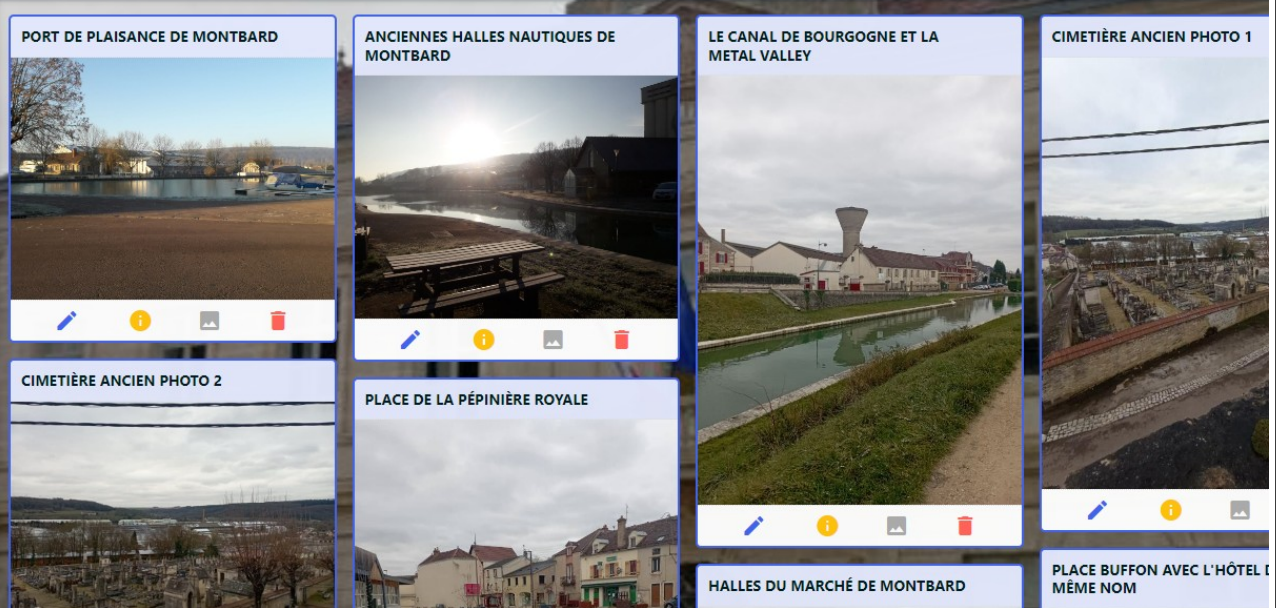 PORT DE PLAISANCE DE MONTBARD
ANCIENNES HALLES NAUTIQUES DE
MONTBARD
LE CANAL DE BOURGOGNE ET LA
METAL VALLEY
CIMETIÈRE ANCIEN PHOTO 1
CIMETIÈRE ANCIEN PHOTO 2
PLACE DE LA PÉPINIÈRE ROYALE
HALLES DU MARCHÉ DE MONTBARD
PLACE BUFFON AVEC L'HÔTEL
MÊME NOM